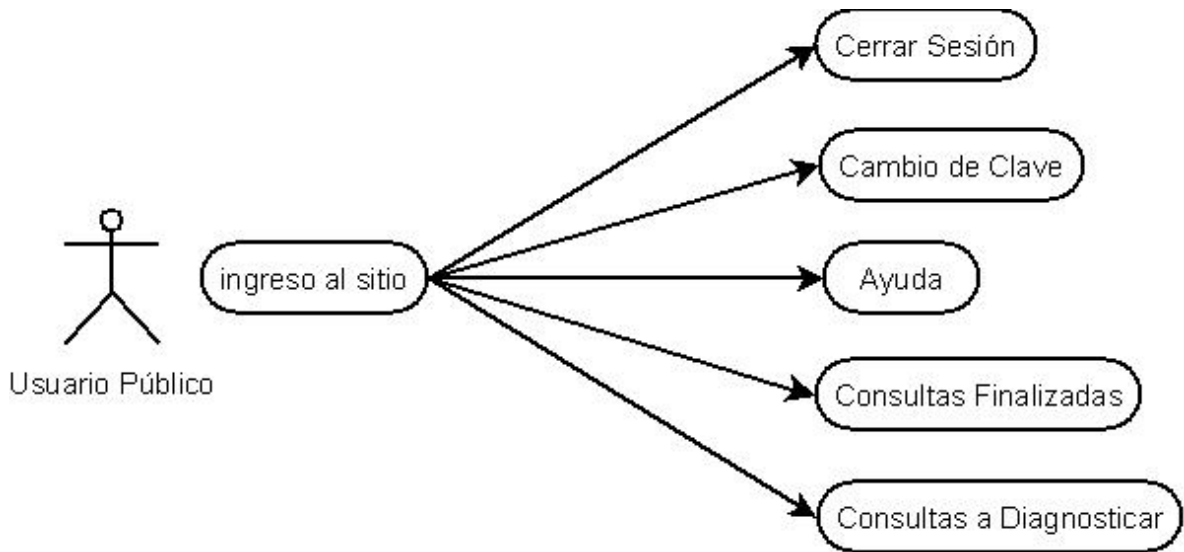 Cerrar Sesión
Cambio de Clave
ingreso al sitio
Ayuda
Usuario Público
Consultas Finalizadas
Consultas a Diagnosticar